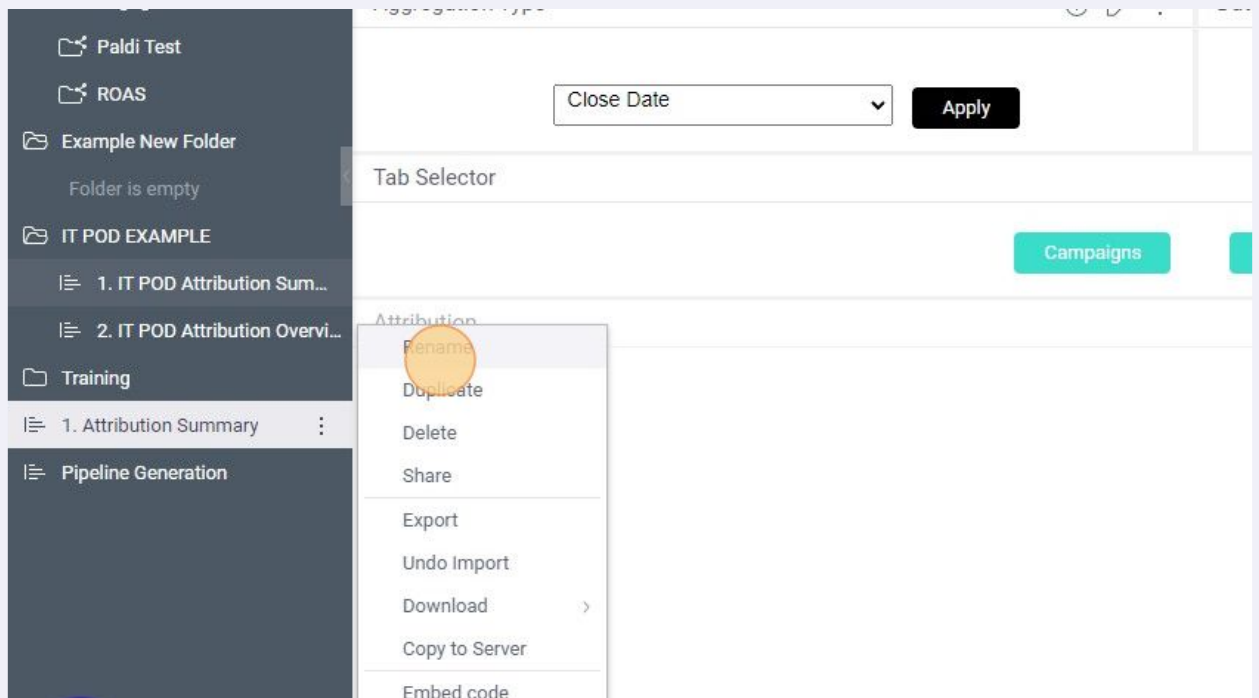 Aggregation Type
Paldi Test
ROAS
Close Date
Apply
Example New Folder
Folder is empty
Tab Selector
IT POD EXAMPLE
Campaigns
1. IT POD Attribution Sum...
2. IT POD Attribution Overvi...
Attribution
Training
1. Attribution Summary
Pipeline Generation
Rename
Duplicate
Delete
Share
Export
Undo Import
Download
Copy to Server
Embed code